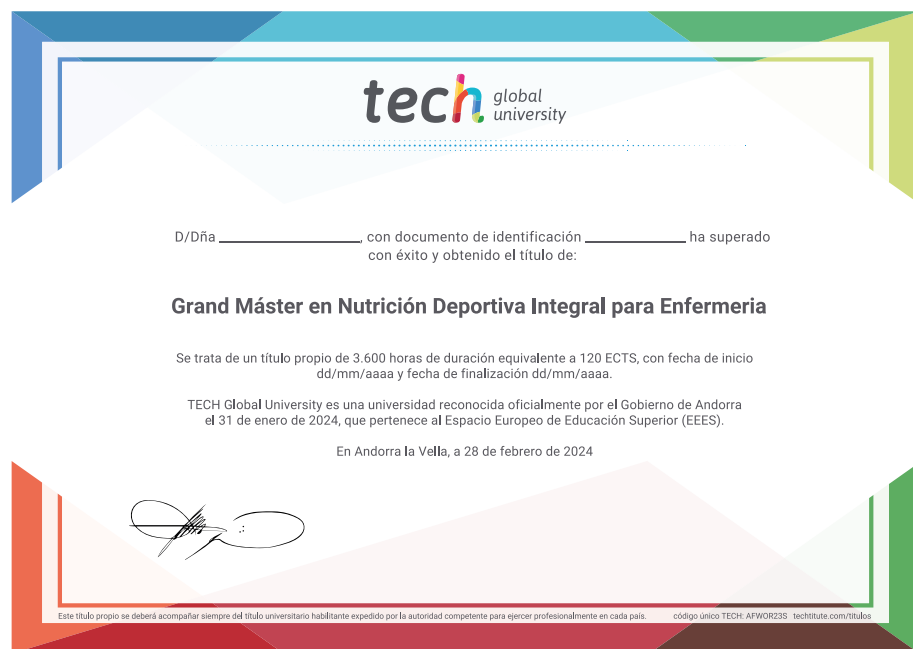 tech global university
D/Dña ____________________, con documento de identificación ______________ ha superado
con éxito y obtenido el título de:
Grand Máster en Nutrición Deportiva Integral para Enfermeria
Se trata de un título propio de 3.600 horas de duración equivalente a 120 ECTS, con fecha de inicio
dd/mm/aaaa y fecha de finalización dd/mm/aaaa.
TECH Global University es una universidad reconocida oficialmente por el Gobierno de Andorra
el 31 de enero de 2024, que pertenece al Espacio Europeo de Educación Superior (EEES).
En Andorra la Vella, a 28 de febrero de 2024
Este título propio se deberá acompañar siempre del título universitario habilitante expedido por la autoridad competente para ejercer profesionalmente en cada país. código único TECH: AFWOR23S techtitute.com/titulos